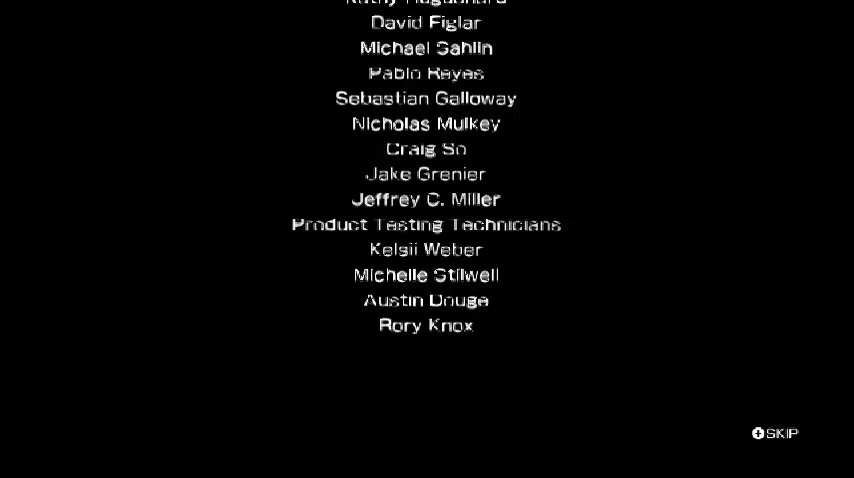 David Figlar
Michael Sahlin
Pablo Reyes
Sebastian Galloway
Nicholas Mulkey
Craig So
Jake Grenier
Jeffrey C. Miller
Product Testing Technicians
Kelsii Weber
Michelle Stilwell
Austin Douge
Rory Knox
SKIP